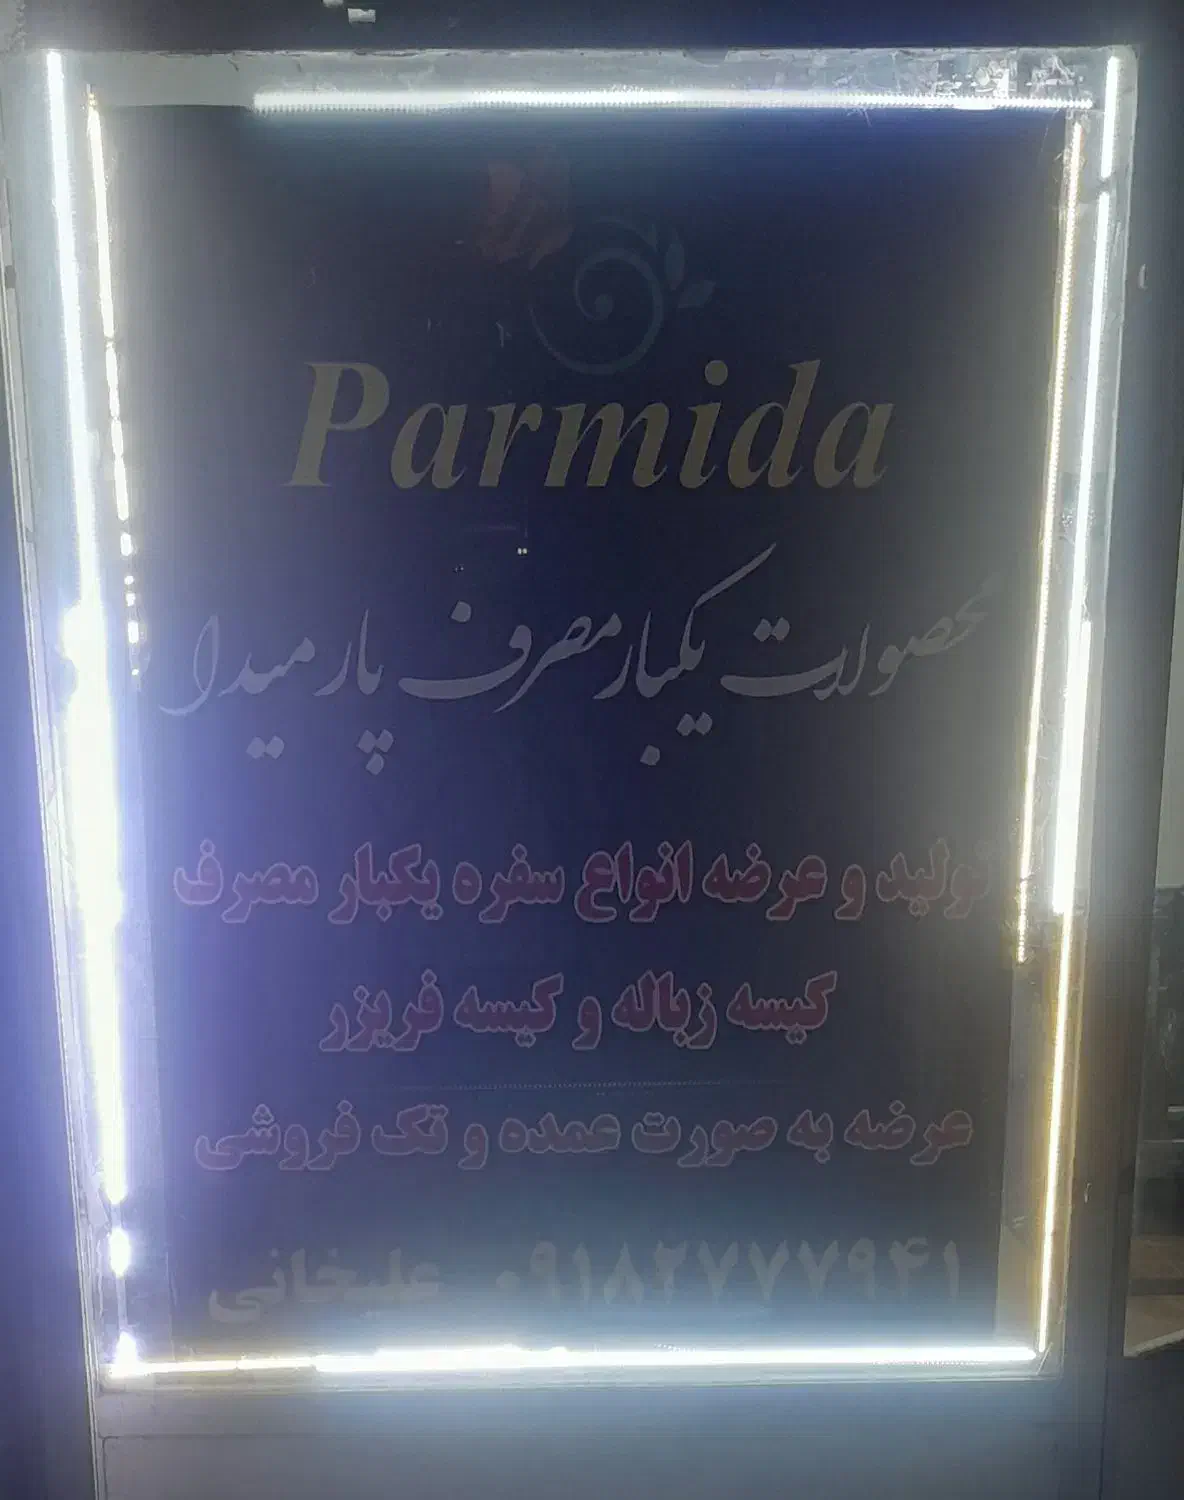 Parmida
محصولات یکبار مصرف پارمیدا
تولید و عرضه انواع سفره یکبار مصرف
کیسه زباله و کیسه فریزر
عرضه به صورت عمده و تک فروشی
۰۹۱۸۲۷۷۷۹۴۱ علیخانی